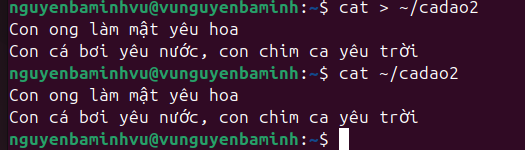 nguyenbaminhvu@vunguyenbaminh:~$ cat > ~/cadao2
Con ong làm mật yêu hoa
Con cá bơi yêu nước, con chim ca yêu trời
nguyenbaminhvu@vunguyenbaminh:~$ cat ~/cadao2
Con ong làm mật yêu hoa
Con cá bơi yêu nước, con chim ca yêu trời
nguyenbaminhvu@vunguyenbaminh:~$